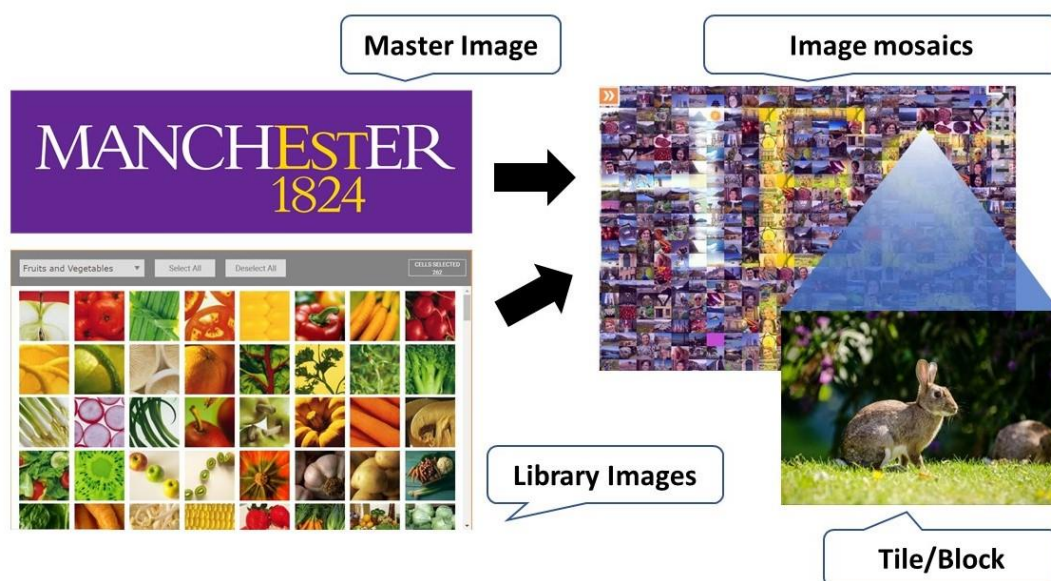 Master Image
Image mosaics
MANCHESTER
1824
Fruits and Vegetables
Select All
Deselect All
CELLS SELECTED
262
Library Images
Tile/Block